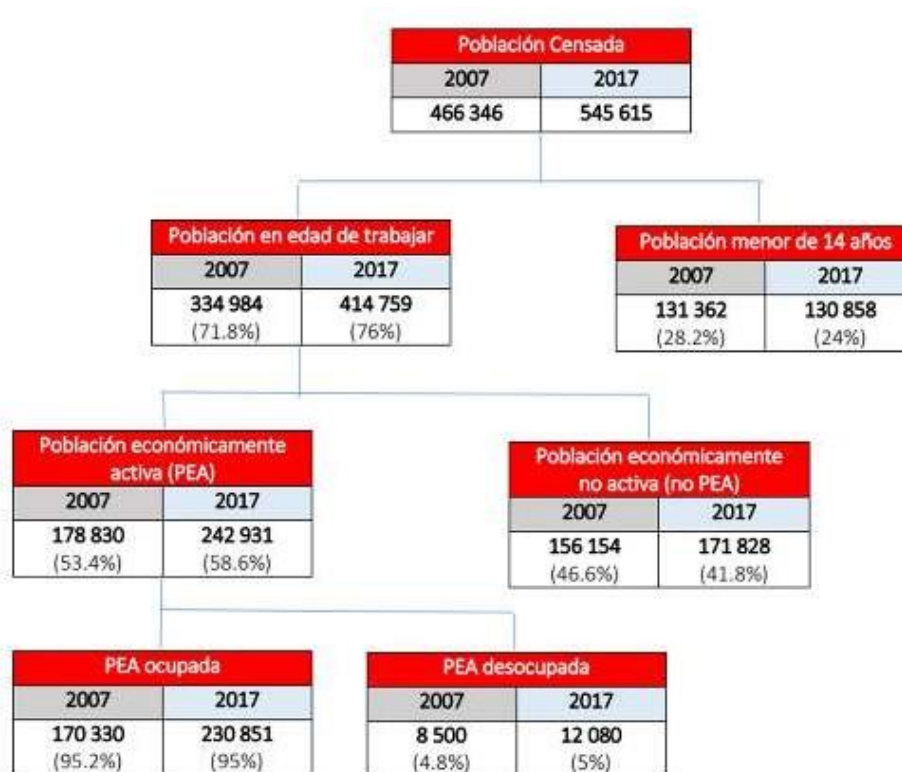 Población Censada
2007 2017
466 346 545 615
Población en edad de trabajar
2007 2017
334 984 414 759
(71.8%) (76%)
Población menor de 14 años
2007 2017
131 362 130 858
(28.2%) (24%)
Población económicamente
activa (PEA)
2007 2017
178 830 242 931
(53.4%) (58.6%)
Población económicamente
no activa (no PEA)
2007 2017
156 154 171 828
(46.6%) (41.8%)
PEA ocupada
2007 2017
170 330 230 851
(95.2%) (95%)
PEA desocupada
2007 2017
8 500 12 080
(4.8%) (5%)